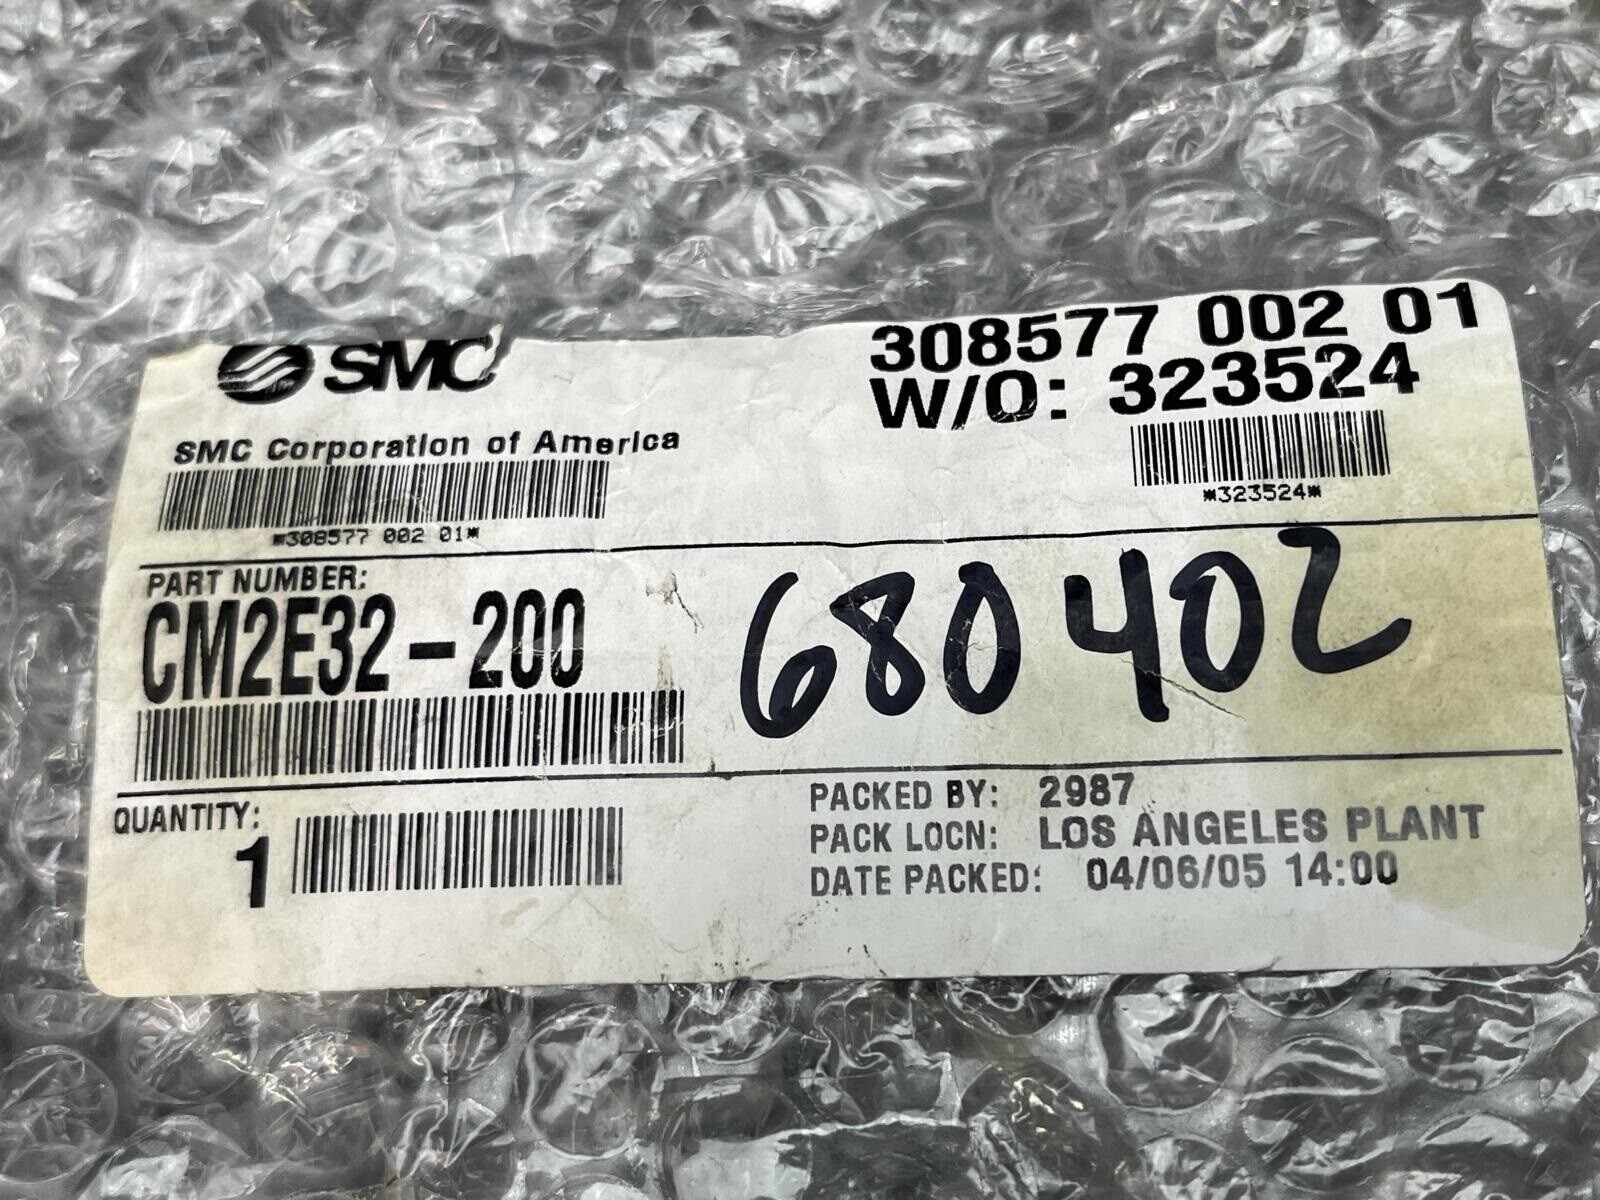 SMC
308577 002 01
W/O: 323524
SMC Corporation of America
*323524*
*308577 002 01*
PART NUMBER:
CM2E32-200
680402
QUANTITY:
1
PACKED BY: 2987
PACK LOCN: LOS ANGELES PLANT
DATE PACKED: 04/06/05 14:00